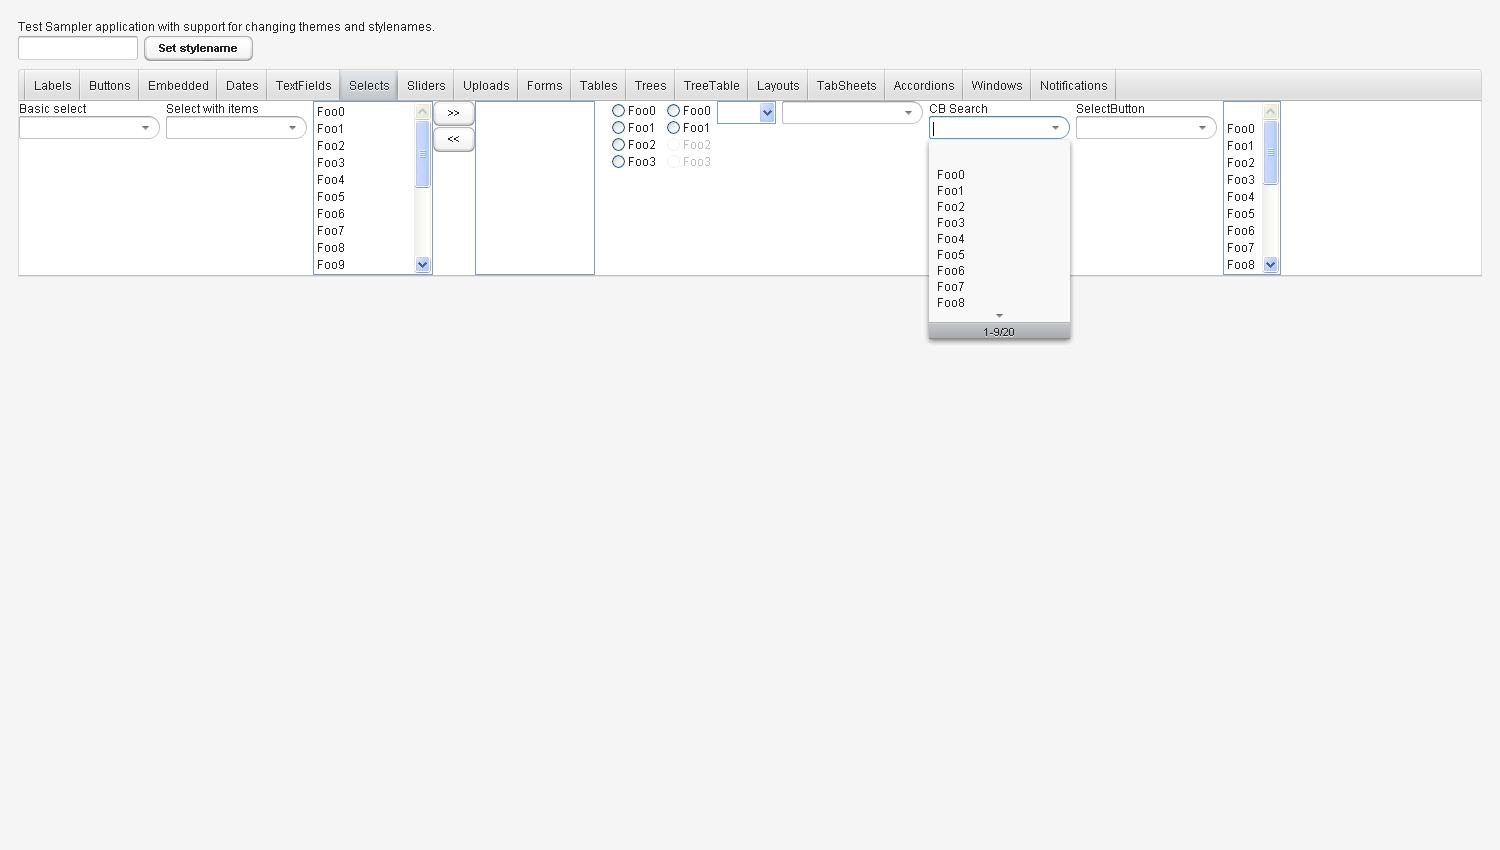 Test Sampler application with support for changing themes and stylenames.
Set stylename
Labels Buttons Embedded Dates TextFields Selects Sliders Uploads Forms Tables Trees TreeTable Layouts TabSheets Accordions Windows Notifications
Basic select
Select with items
Foo0
Foo1
Foo2
Foo3
Foo4
Foo5
Foo6
Foo7
Foo8
Foo9
>>
<<
Foo0
Foo1
Foo2
Foo3
Foo0
Foo1
Foo2
Foo3
CB Search
Foo0
Foo1
Foo2
Foo3
Foo4
Foo5
Foo6
Foo7
Foo8
1-9/20
SelectButton
Foo0
Foo1
Foo2
Foo3
Foo4
Foo5
Foo6
Foo7
Foo8